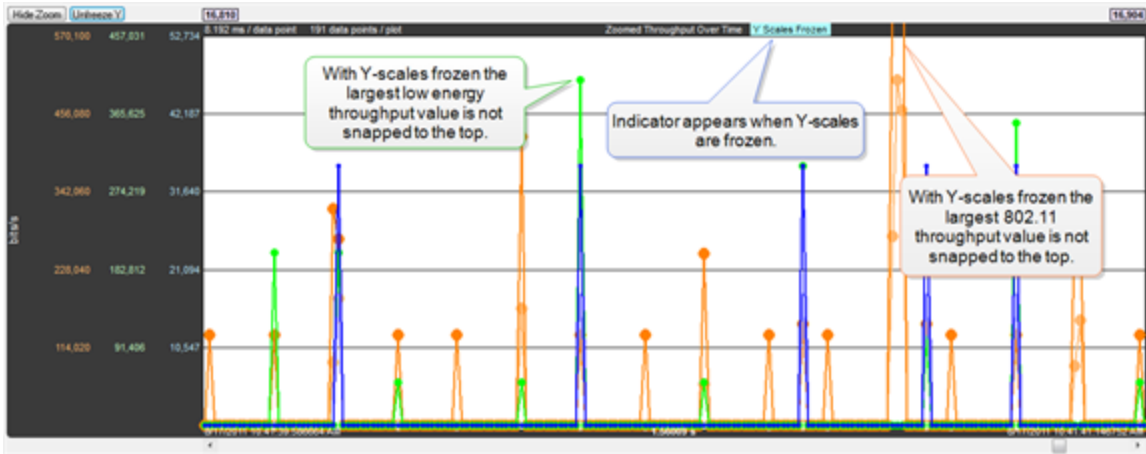 Hide Zoom Unfreeze Y 16,810 16,904
8.192 ms / data point 191 data points / plot Zoomed Throughput Over Time Y Scales Frozen
570,100 457,031 52,734
456,080 365,625 42,187
342,060 274,219 31,640
228,040 182,812 21,094
114,020 91,406 10,547
bits/s
With Y-scales frozen the
largest low energy
throughput value is not
snapped to the top.
Indicator appears when Y-scales
are frozen.
With Y-scales frozen the
largest 802.11
throughput value is not
snapped to the top.